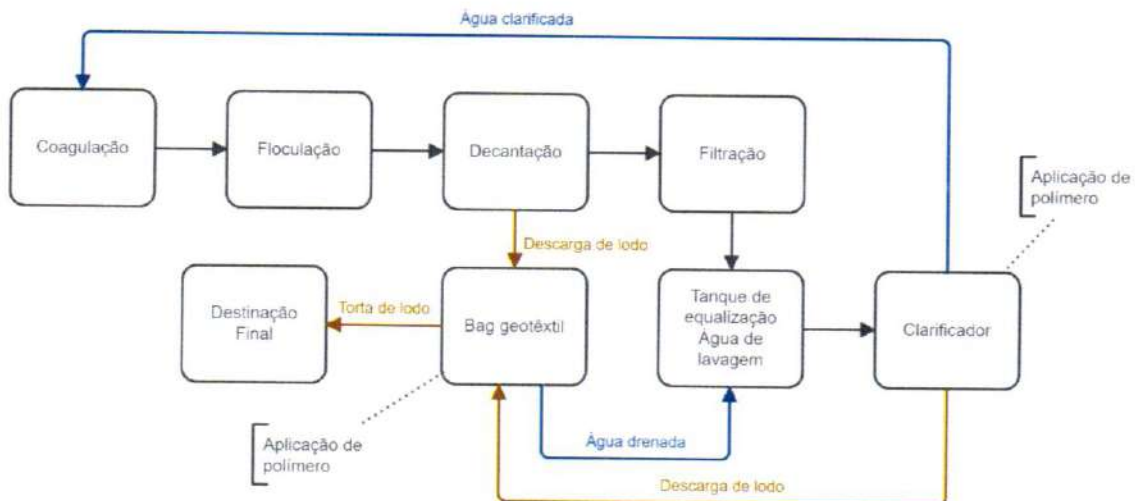 Água clarificada
Coagulação
Floculação
Decantação
Filtração
Aplicação de
polímero
Descarga de lodo
Destinação
Final
Torta de lodo
Bag geotêxtil
Tanque de
equalização
Água de
lavagem
Clarificador
Aplicação de
polímero
Água drenada
Descarga de lodo